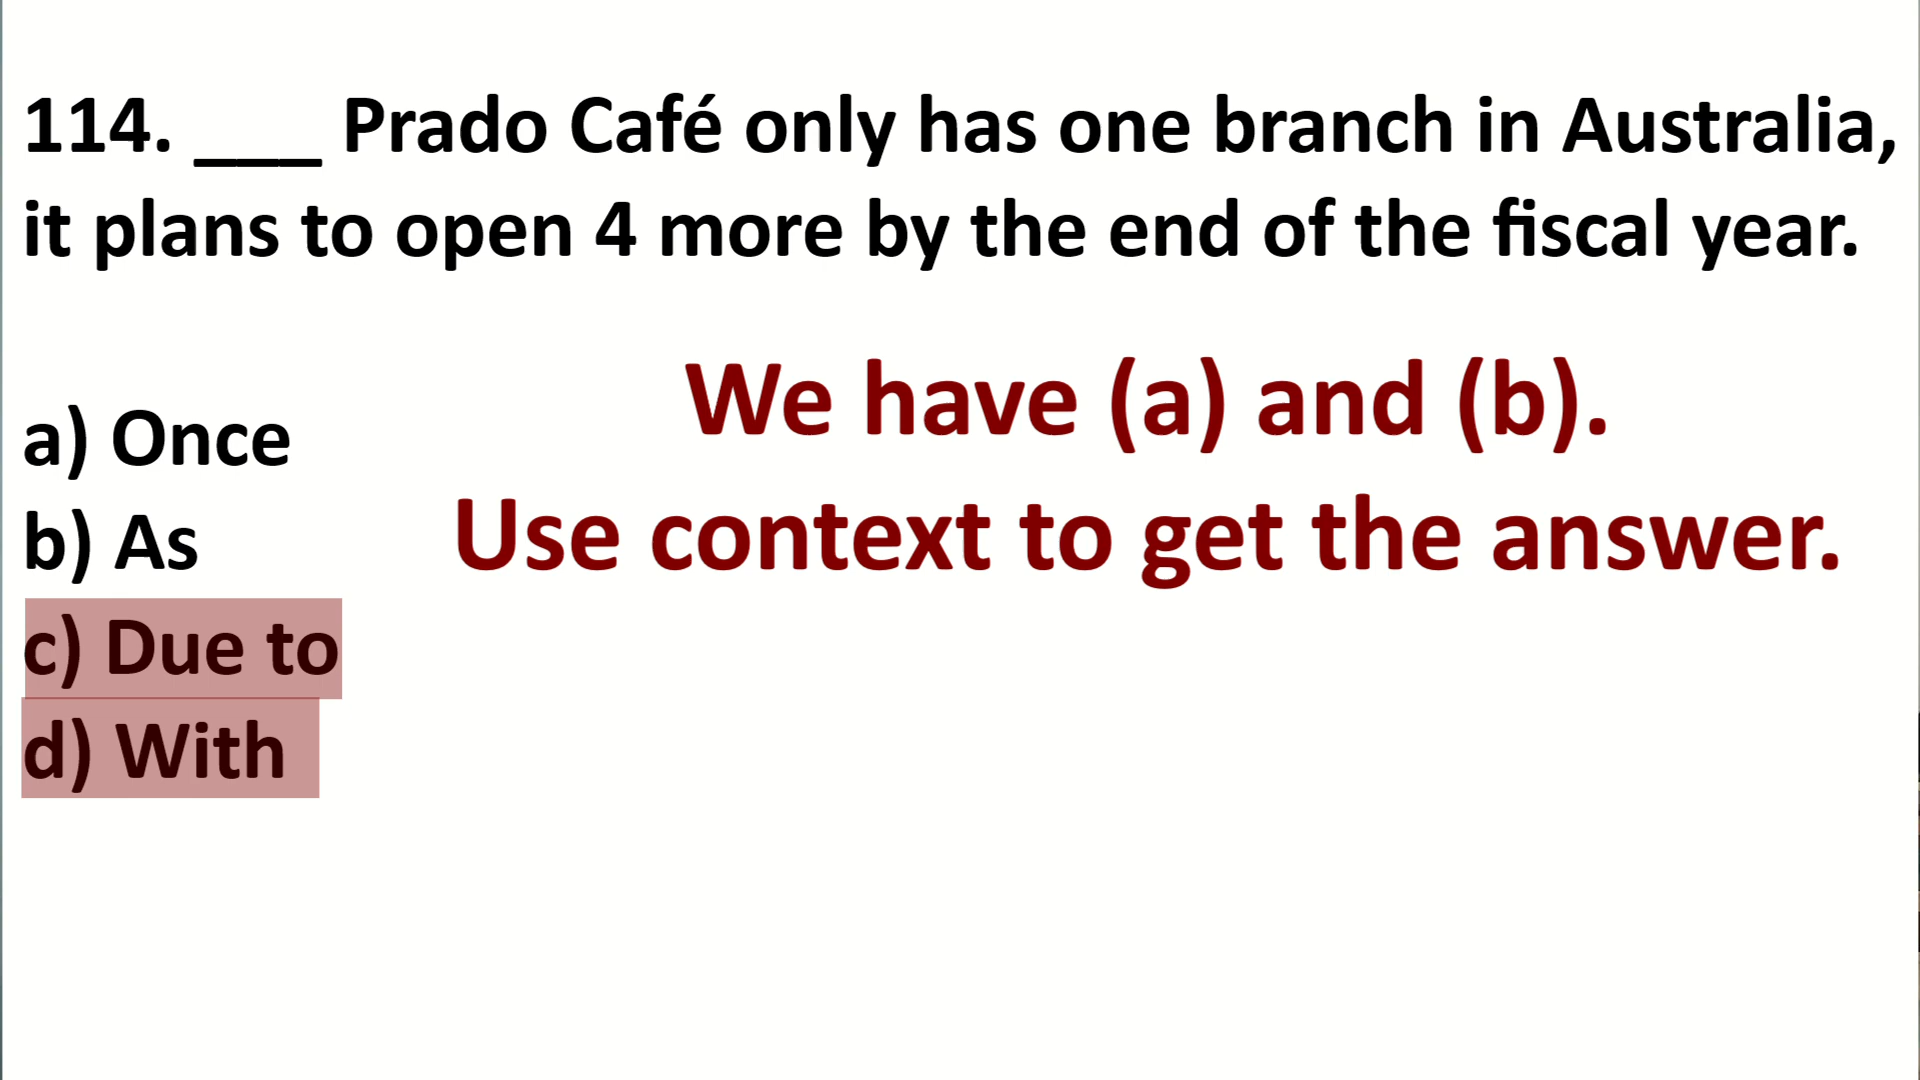 114. ___ Prado Café only has one branch in Australia,
it plans to open 4 more by the end of the fiscal year.
We have (a) and (b).
a) Once
Use context to get the answer.
b) As
c) Due to
d) With